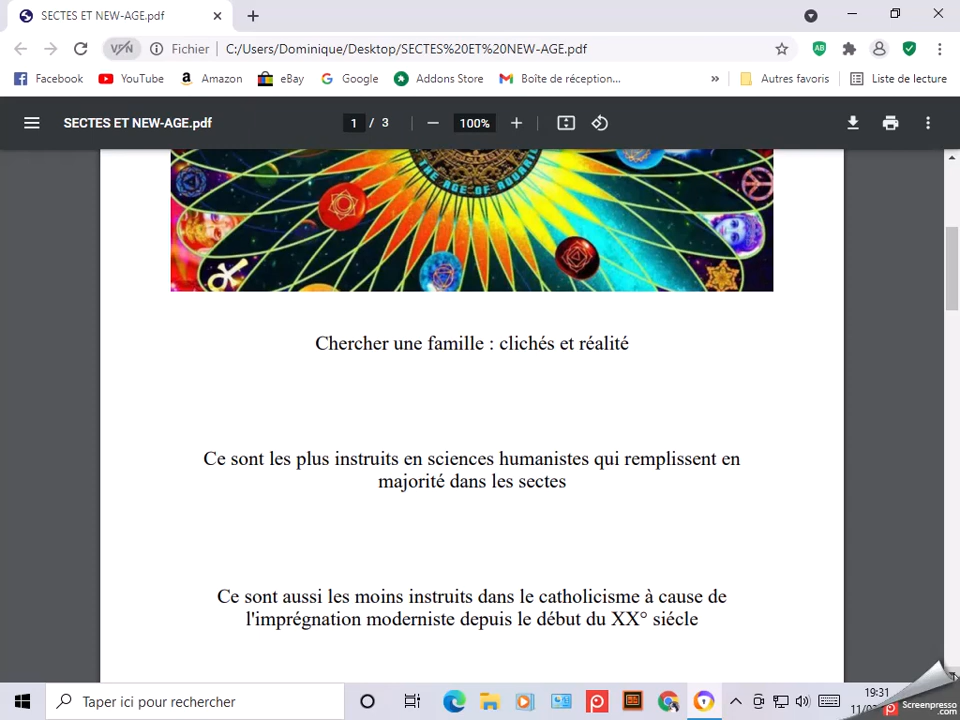 SECTES ET NEW-AGE.pdf
VPN
Fichier
C:/Users/Dominique/Desktop/SECTES%20ET%20NEW-AGE.pdf
AB
Facebook
YouTube
Amazon
eBay
Google
Addons Store
Boîte de réception...
»
Autres favoris
Liste de lecture
SECTES ET NEW-AGE.pdf
1 / 3
100%
THE AGE OF AQUARI
Chercher une famille : clichés et réalité
Ce sont les plus instruits en sciences humanistes qui remplissent en
majorité dans les sectes
Ce sont aussi les moins instruits dans le catholicisme à cause de
l'imprégnation moderniste depuis le début du XX° siécle
Taper ici pour rechercher
19:31
Screenpresso
.com